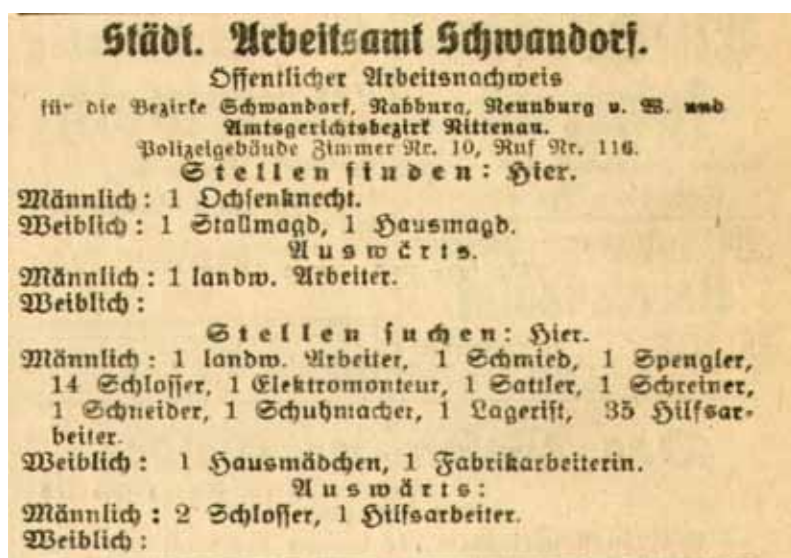 Städt. Arbeitsamt Schwandorf.
Öffentlicher Arbeitsnachweis
für die Bezirke Schwandorf, Nabburg, Neunburg v. W. und
Amtsgerichtsbezirk Nittenau.
Polizeigebäude Zimmer Nr. 10, Ruf Nr. 116.
Stellen finden: Hier.
Männlich: 1 Ochsenknecht.
Weiblich: 1 Stallmagd, 1 Hausmagd.
Auswärts.
Männlich: 1 landw. Arbeiter.
Weiblich:
Stellen suchen: Hier.
Männlich: 1 landw. Arbeiter, 1 Schmied, 1 Spengler,
14 Schlosser, 1 Elektromonteur, 1 Sattler, 1 Schreiner,
1 Schneider, 1 Schuhmacher, 1 Lagerist, 35 Hilfsar-
beiter.
Weiblich: 1 Hausmädchen, 1 Fabrikarbeiterin.
Auswärts:
Männlich: 2 Schlosser, 1 Hilfsarbeiter.
Weiblich: